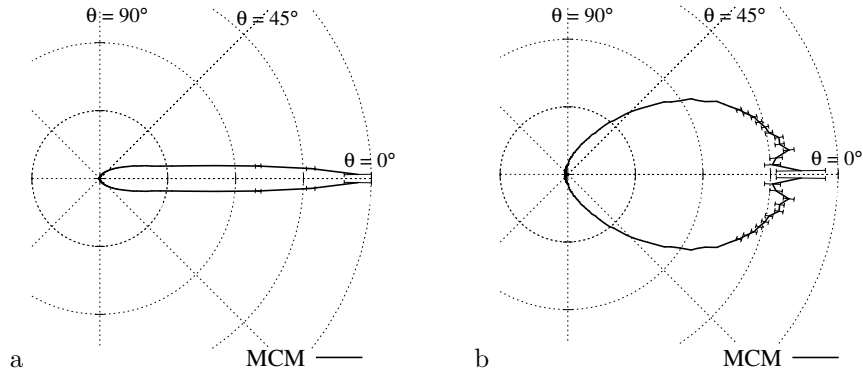 θ = 90°
θ = 45°
θ = 0°
a
MCM
θ = 90°
θ = 45°
θ = 0°
b
MCM